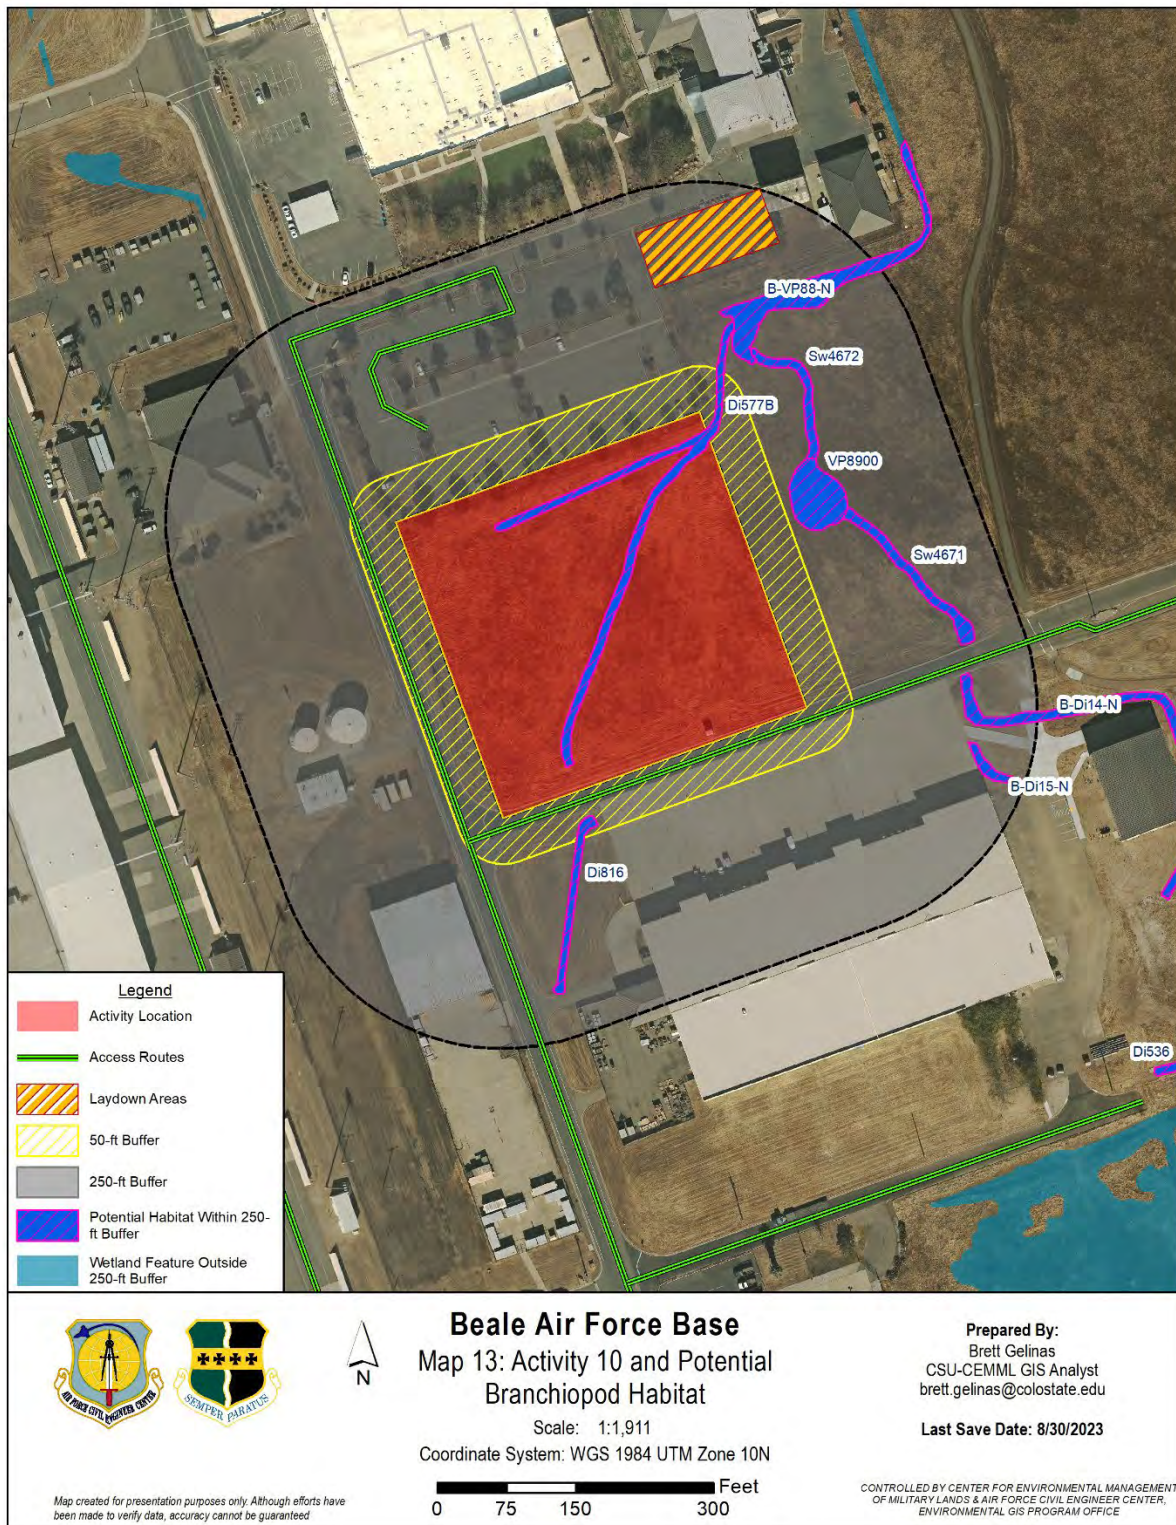 B-VP88-N
Sw4672
Di577B
VP8900
Sw4671
B-Di14-N
B-Di15-N
Di816
Di536
Legend
Activity Location
Access Routes
Laydown Areas
50-ft Buffer
250-ft Buffer
Potential Habitat Within 250-
ft Buffer
Wetland Feature Outside
250-ft Buffer
AIR FORCE CIVIL ENGINEER CENTER
SEMPER PARATUS
N
Beale Air Force Base
Map 13: Activity 10 and Potential
Branchiopod Habitat
Scale: 1:1,911
Coordinate System: WGS 1984 UTM Zone 10N
Feet
0 75 150 300
Prepared By:
Brett Gelinas
CSU-CEMML GIS Analyst
brett.gelinas@colostate.edu
Last Save Date: 8/30/2023
Map created for presentation purposes only. Although efforts have
been made to verify data, accuracy cannot be guaranteed
CONTROLLED BY CENTER FOR ENVIRONMENTAL MANAGEMENT
OF MILITARY LANDS & AIR FORCE CIVIL ENGINEER CENTER,
ENVIRONMENTAL GIS PROGRAM OFFICE